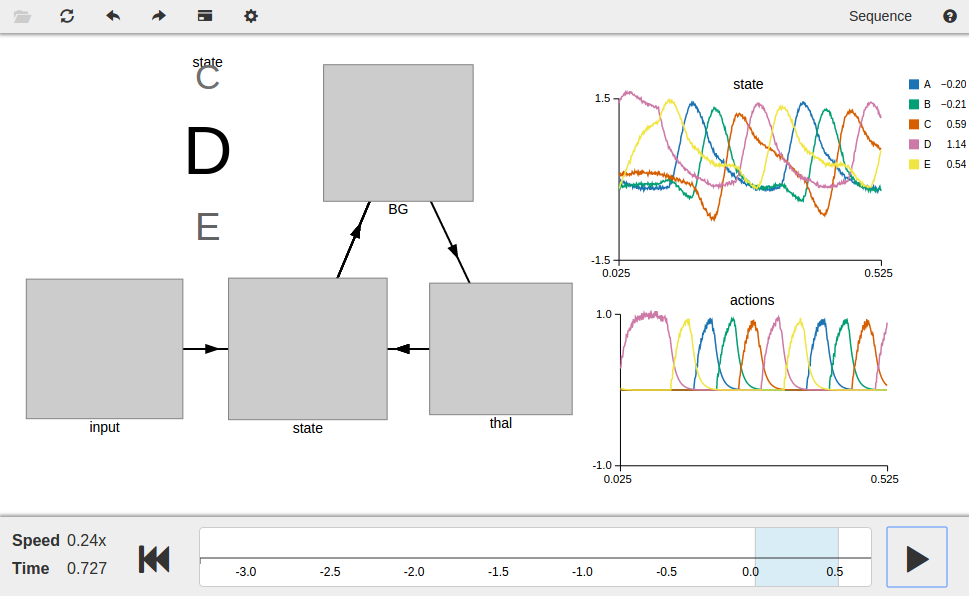 Sequence
state
C
D
E
BG
input
state
thal
state
1.5
-1.5
0.025
0.525
A −0.20
B −0.21
C 0.59
D 1.14
E 0.54
actions
1.0
-1.0
0.025
0.525
Speed 0.24x
Time 0.727
-3.0 -2.5 -2.0 -1.5 -1.0 -0.5 0.0 0.5